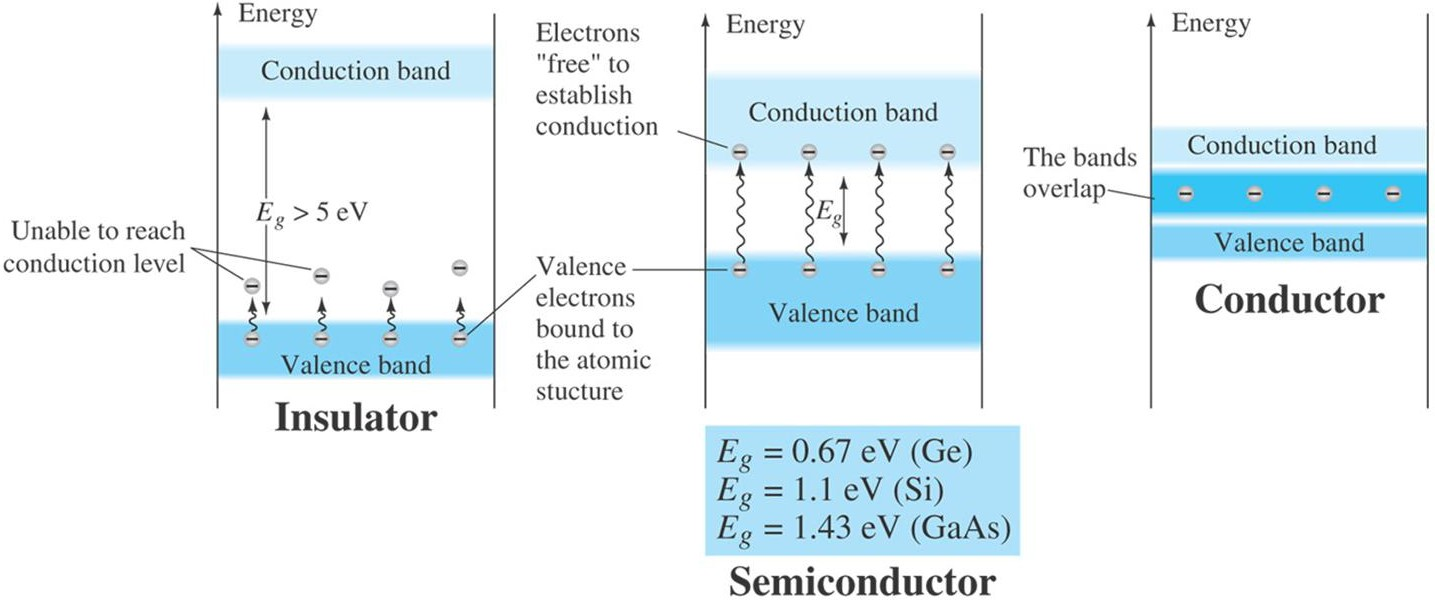 Energy
Conduction band
E_g > 5 eV
Unable to reach
conduction level
Valence band
Insulator
Electrons
"free" to
establish
conduction
Valence
electrons
bound to
the atomic
stucture
Energy
Conduction band
E_g
Valence band
E_g = 0.67 eV (Ge)
E_g = 1.1 eV (Si)
E_g = 1.43 eV (GaAs)
Semiconductor
Energy
The bands
overlap
Conduction band
Valence band
Conductor